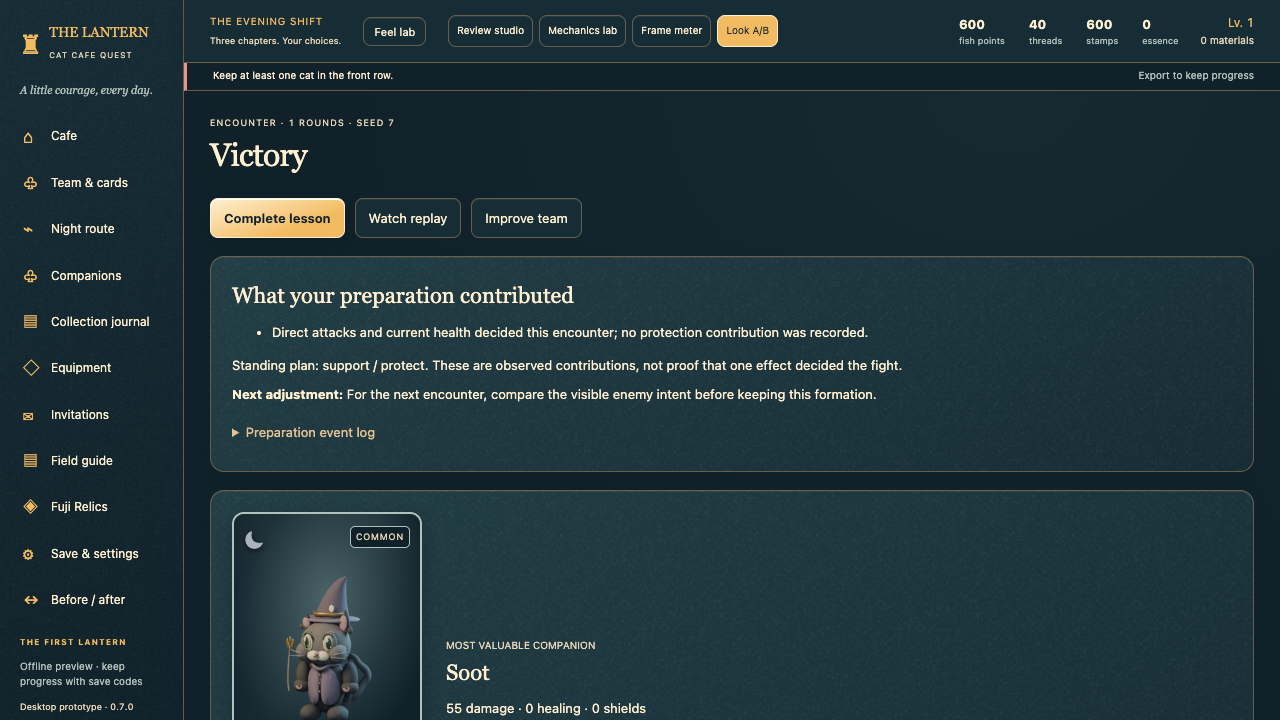 THE LANTERN
CAT CAFE QUEST
A little courage, every day.
Cafe
Team & cards
Night route
Companions
Collection journal
Equipment
Invitations
Field guide
Fuji Relics
Save & settings
Before / after
THE FIRST LANTERN
Offline preview · keep
progress with save codes
Desktop prototype · 0.7.0
THE EVENING SHIFT
Three chapters. Your choices.
Feel lab
Review studio
Mechanics lab
Frame meter
Look A/B
600
fish points
40
threads
600
stamps
0
essence
Lv. 1
0 materials
Keep at least one cat in the front row.
Export to keep progress
ENCOUNTER · 1 ROUNDS · SEED 7
Victory
Complete lesson
Watch replay
Improve team
What your preparation contributed
• Direct attacks and current health decided this encounter; no protection contribution was recorded.
Standing plan: support / protect. These are observed contributions, not proof that one effect decided the fight.
Next adjustment: For the next encounter, compare the visible enemy intent before keeping this formation.
Preparation event log
COMMON
MOST VALUABLE COMPANION
Soot
55 damage · 0 healing · 0 shields